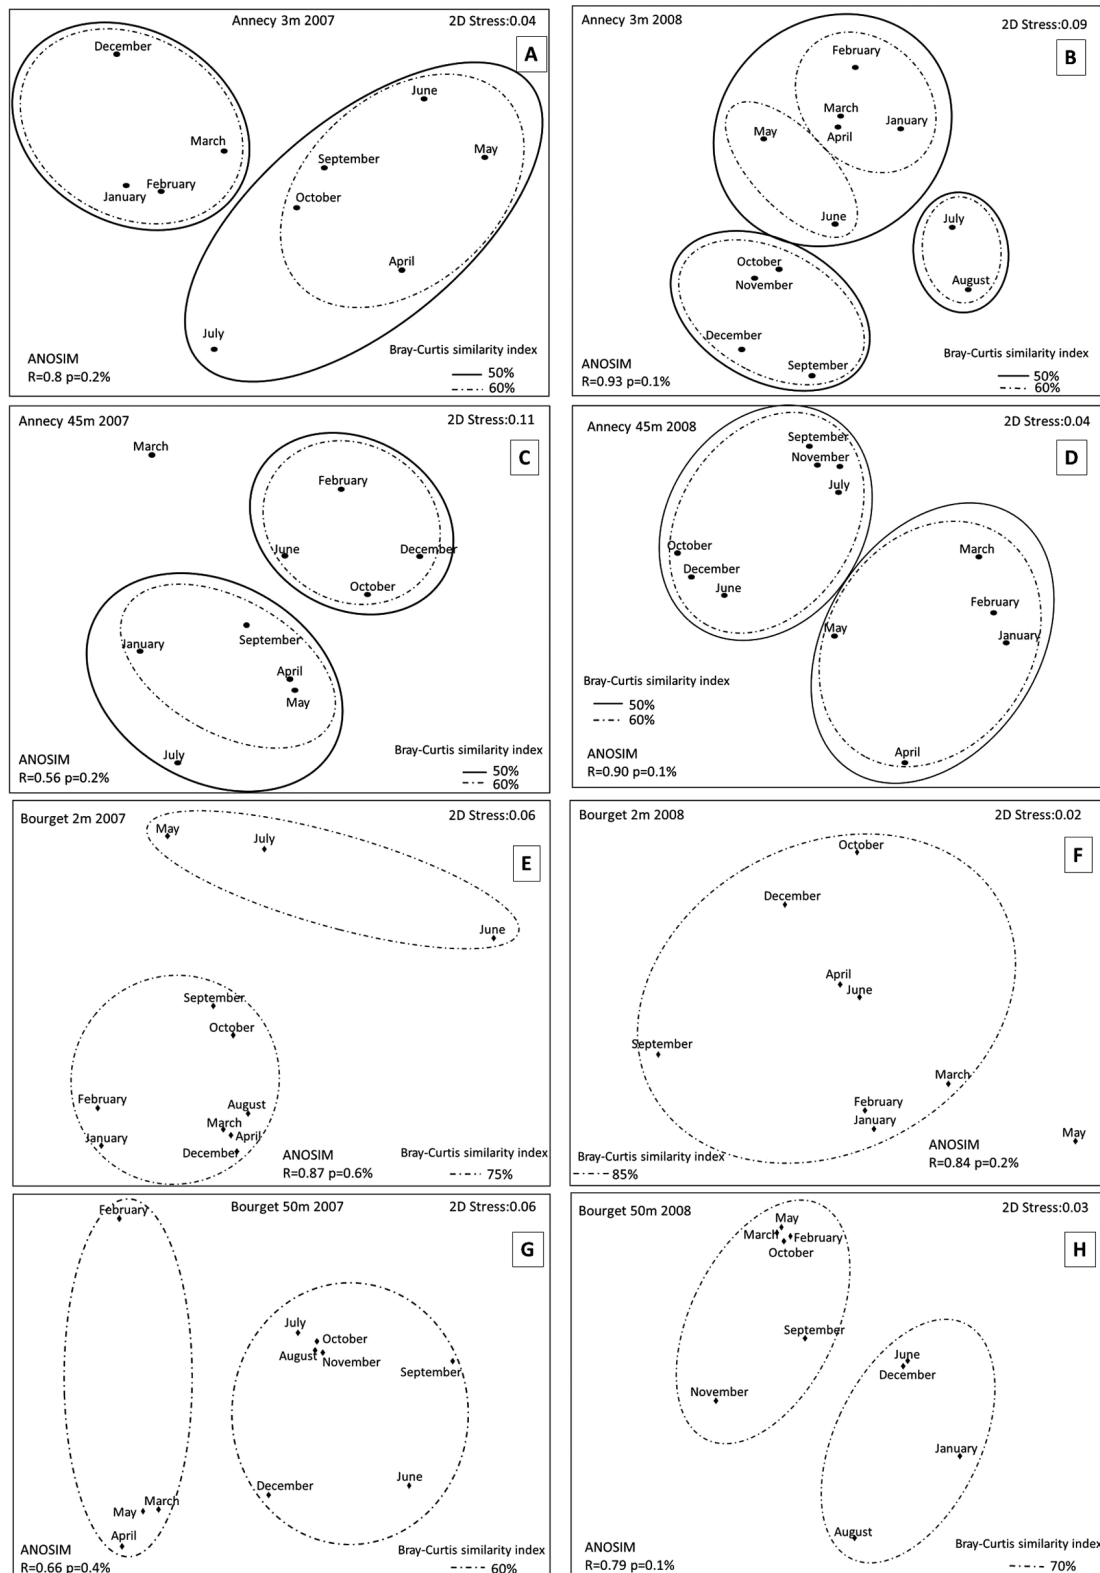 Annecy 3m 2007
2D Stress:0.04
A
December
March
January
February
June
May
September
October
April
July
ANOSIM
R=0.8 p=0.2%
Bray-Curtis similarity index
50%
60%
Annecy 3m 2008
2D Stress:0.09
B
February
March
April
January
May
June
July
August
October
November
December
September
ANOSIM
R=0.93 p=0.1%
Bray-Curtis similarity index
50%
60%
Annecy 45m 2007
2D Stress:0.11
C
March
February
June
December
October
September
January
April
May
July
ANOSIM
R=0.56 p=0.2%
Bray-Curtis similarity index
50%
60%
Annecy 45m 2008
2D Stress:0.04
D
September
November
July
October
December
June
March
February
January
May
April
Bray-Curtis similarity index
50%
60%
ANOSIM
R=0.90 p=0.1%
Bourget 2m 2007
2D Stress:0.06
E
May
July
June
September
October
February
August
March
April
January
December
ANOSIM
R=0.87 p=0.6%
Bray-Curtis similarity index
75%
Bourget 2m 2008
2D Stress:0.02
F
October
December
April
June
September
March
February
January
May
Bray-Curtis similarity index
85%
ANOSIM
R=0.84 p=0.2%
Bourget 50m 2007
2D Stress:0.06
G
February
July
October
August
November
September
December
June
May
March
April
ANOSIM
R=0.66 p=0.4%
Bray-Curtis similarity index
60%
Bourget 50m 2008
2D Stress:0.03
H
May
March
February
October
September
November
June
December
January
August
ANOSIM
R=0.79 p=0.1%
Bray-Curtis similarity index
70%